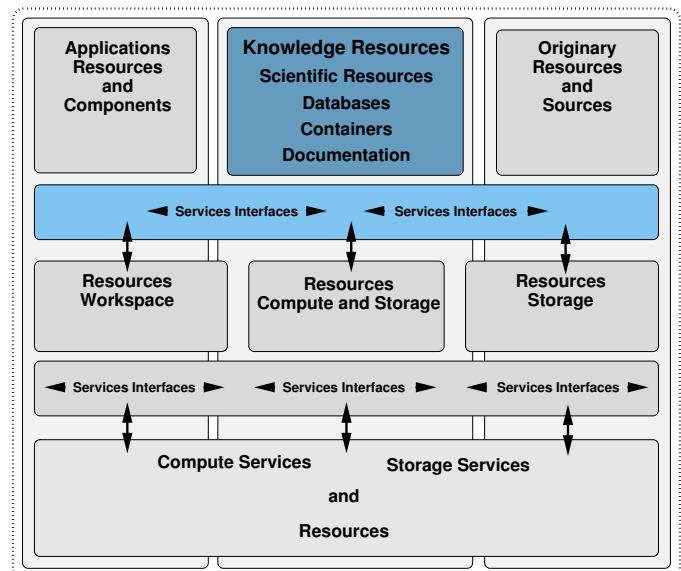 Applications
Resources
and
Components
Knowledge Resources
Scientific Resources
Databases
Containers
Documentation
Originary
Resources
and
Sources
Services Interfaces
Services Interfaces
Resources
Workspace
Resources
Compute and Storage
Resources
Storage
Services Interfaces
Services Interfaces
Services Interfaces
Compute Services
Storage Services
and
Resources